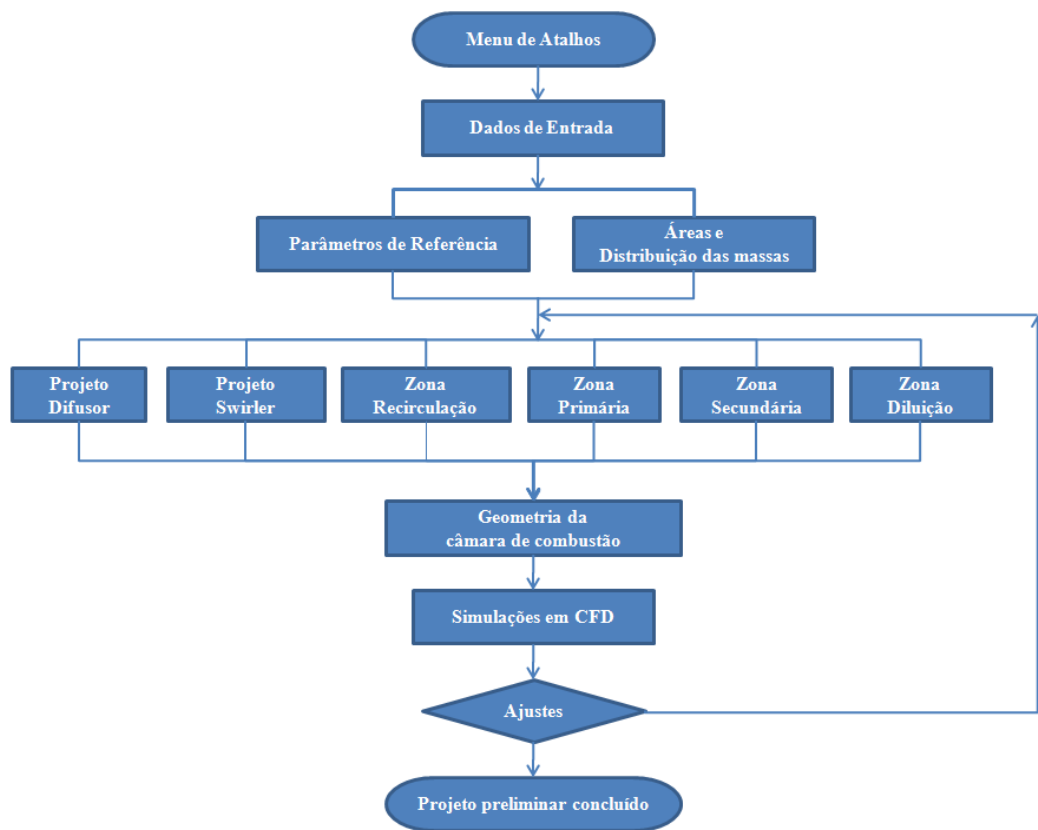 Menu de Atalhos
Dados de Entrada
Parâmetros de Referência
Áreas e
Distribuição das massas
Projeto
Difusor
Projeto
Swirler
Zona
Recirculação
Zona
Primária
Zona
Secundária
Zona
Diluição
Geometria da
câmara de combustão
Simulações em CFD
Ajustes
Projeto preliminar concluído